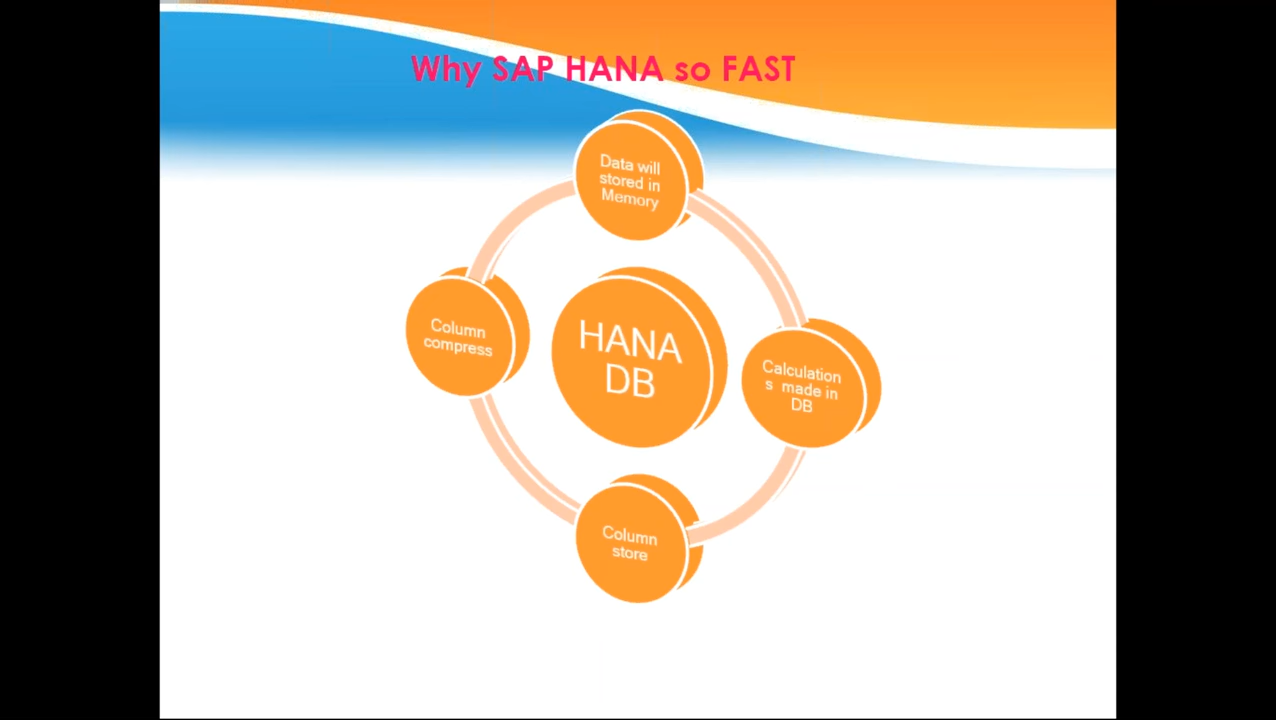 Why SAP HANA so FAST
Data will
stored in
Memory
Column
compress
HANA
DB
Calculation
s made in
DB
Column
store